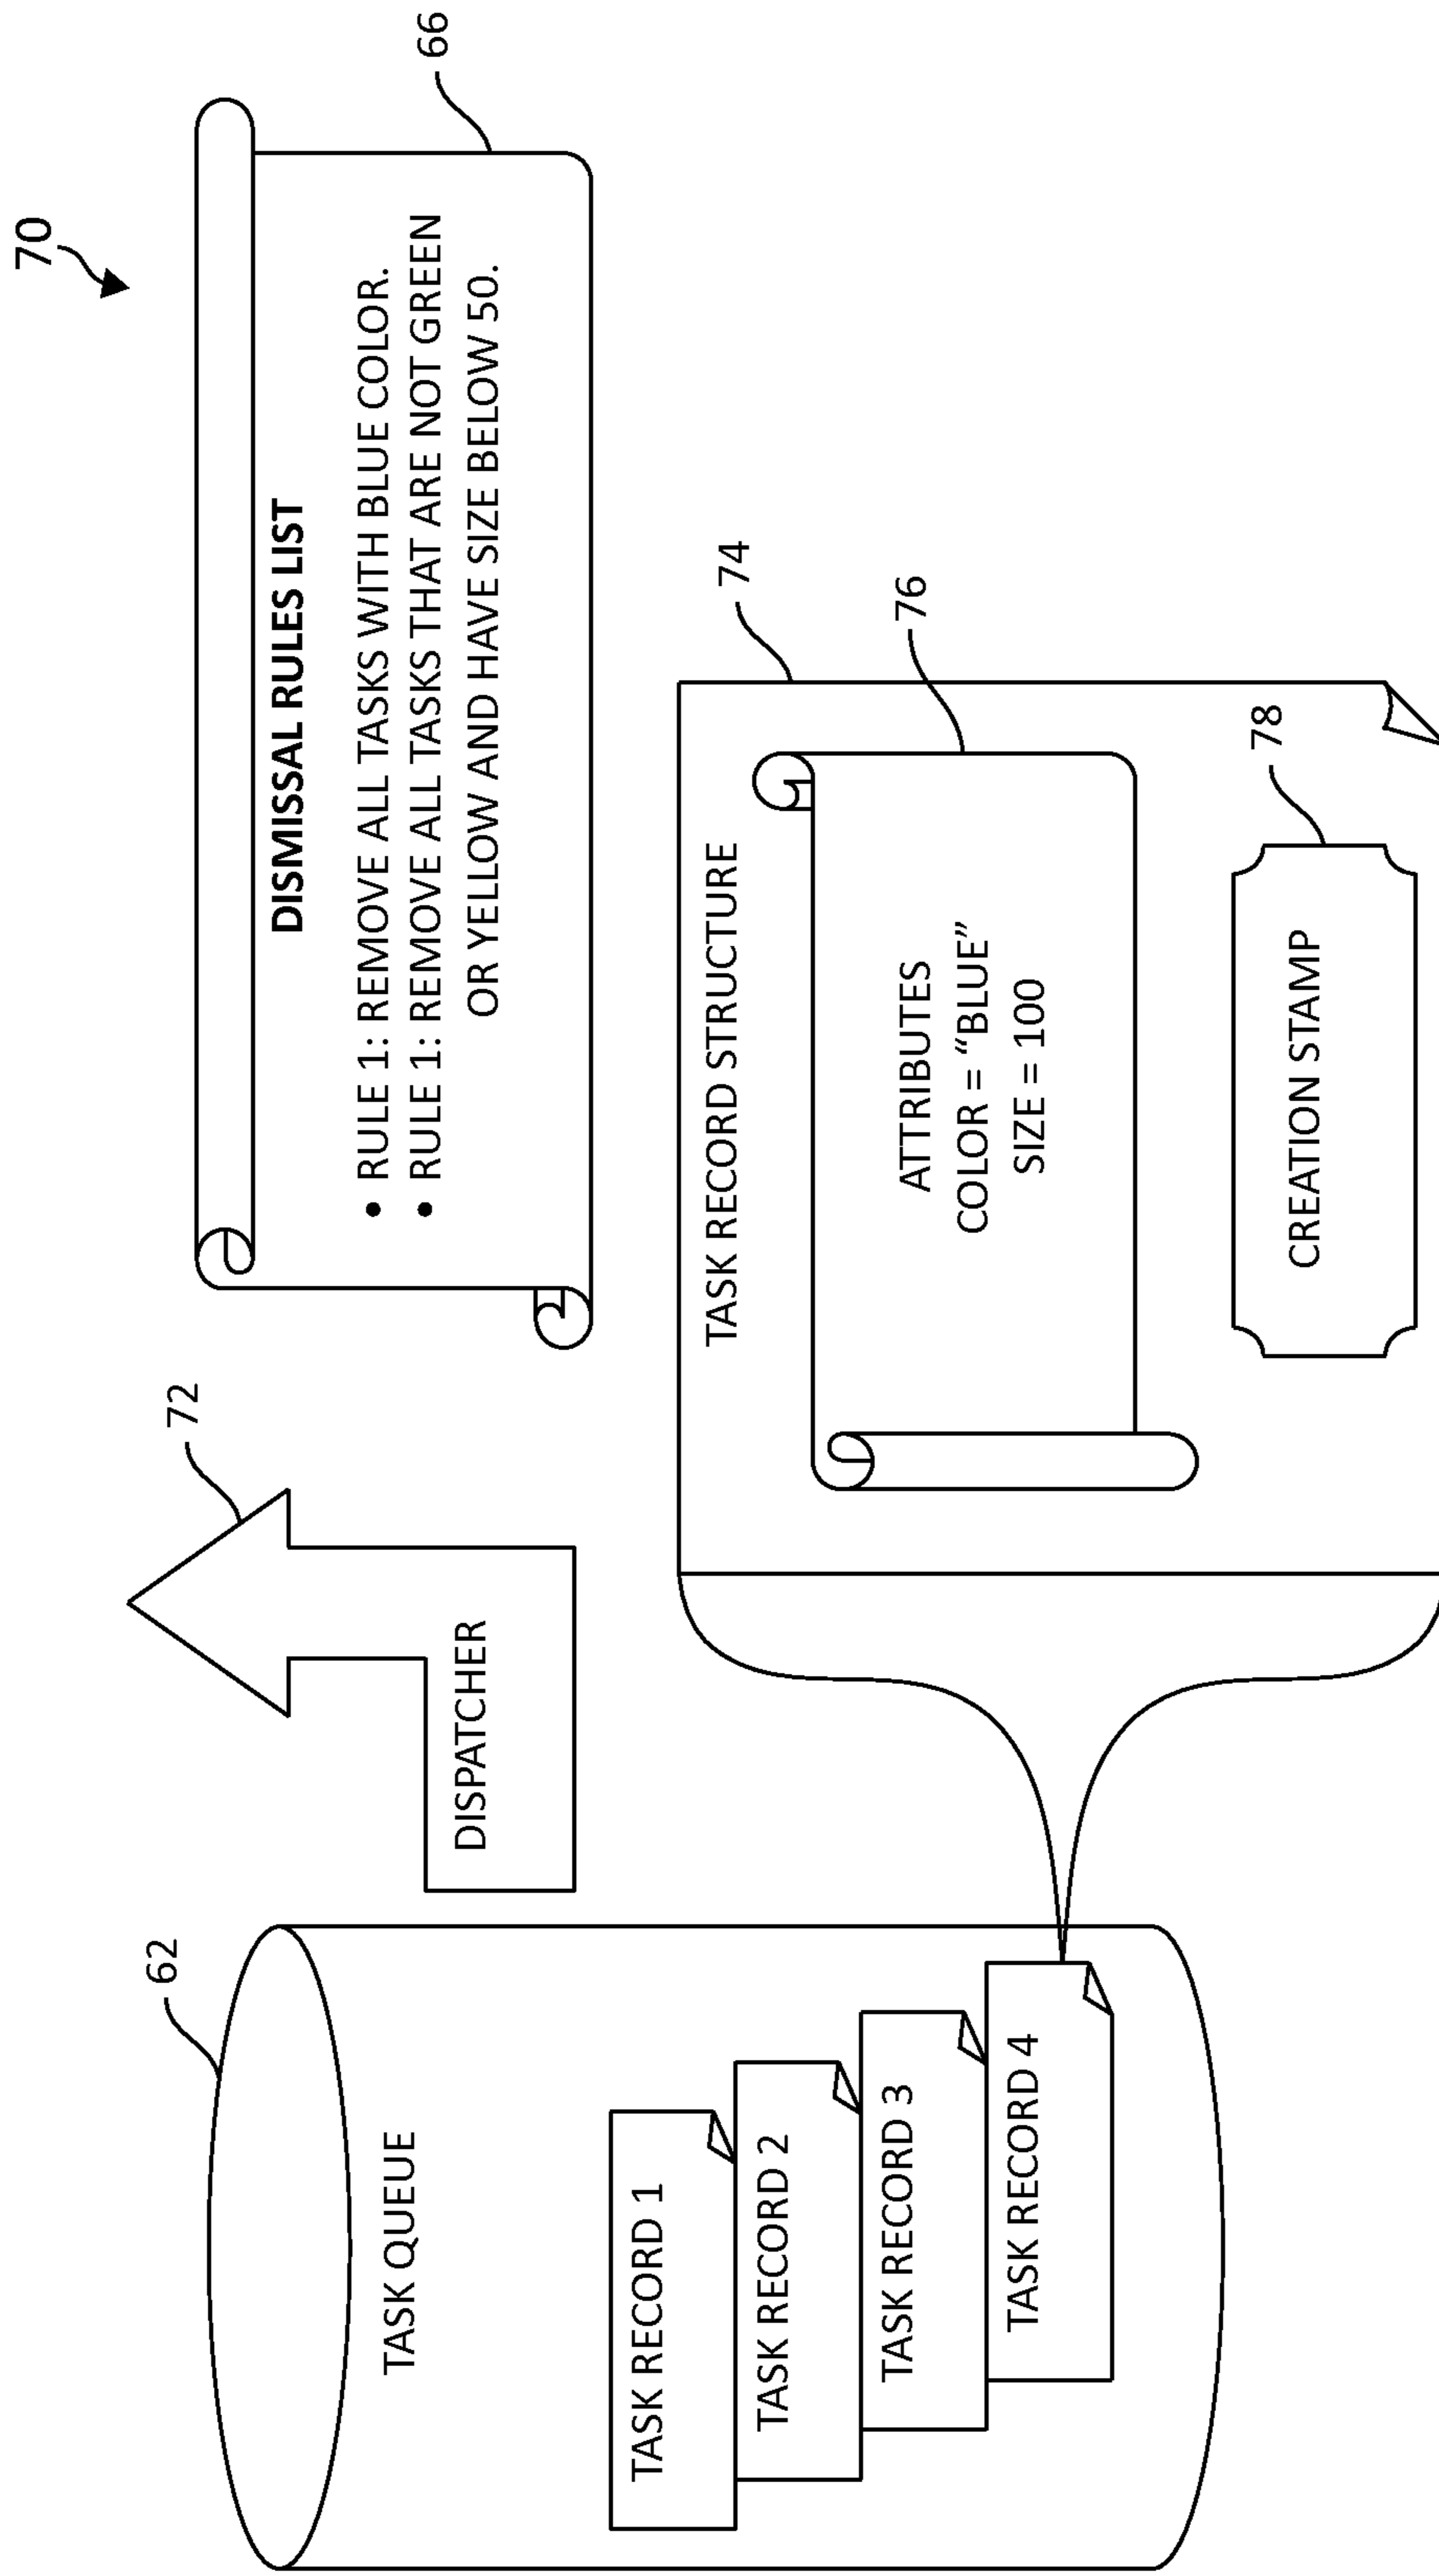 70
62
TASK QUEUE
TASK RECORD 1
TASK RECORD 2
TASK RECORD 3
TASK RECORD 4
72
DISPATCHER
66
DISMISSAL RULES LIST
• RULE 1: REMOVE ALL TASKS WITH BLUE COLOR.
• RULE 1: REMOVE ALL TASKS THAT ARE NOT GREEN
OR YELLOW AND HAVE SIZE BELOW 50.
74
TASK RECORD STRUCTURE
76
ATTRIBUTES
COLOR = “BLUE”
SIZE = 100
78
CREATION STAMP